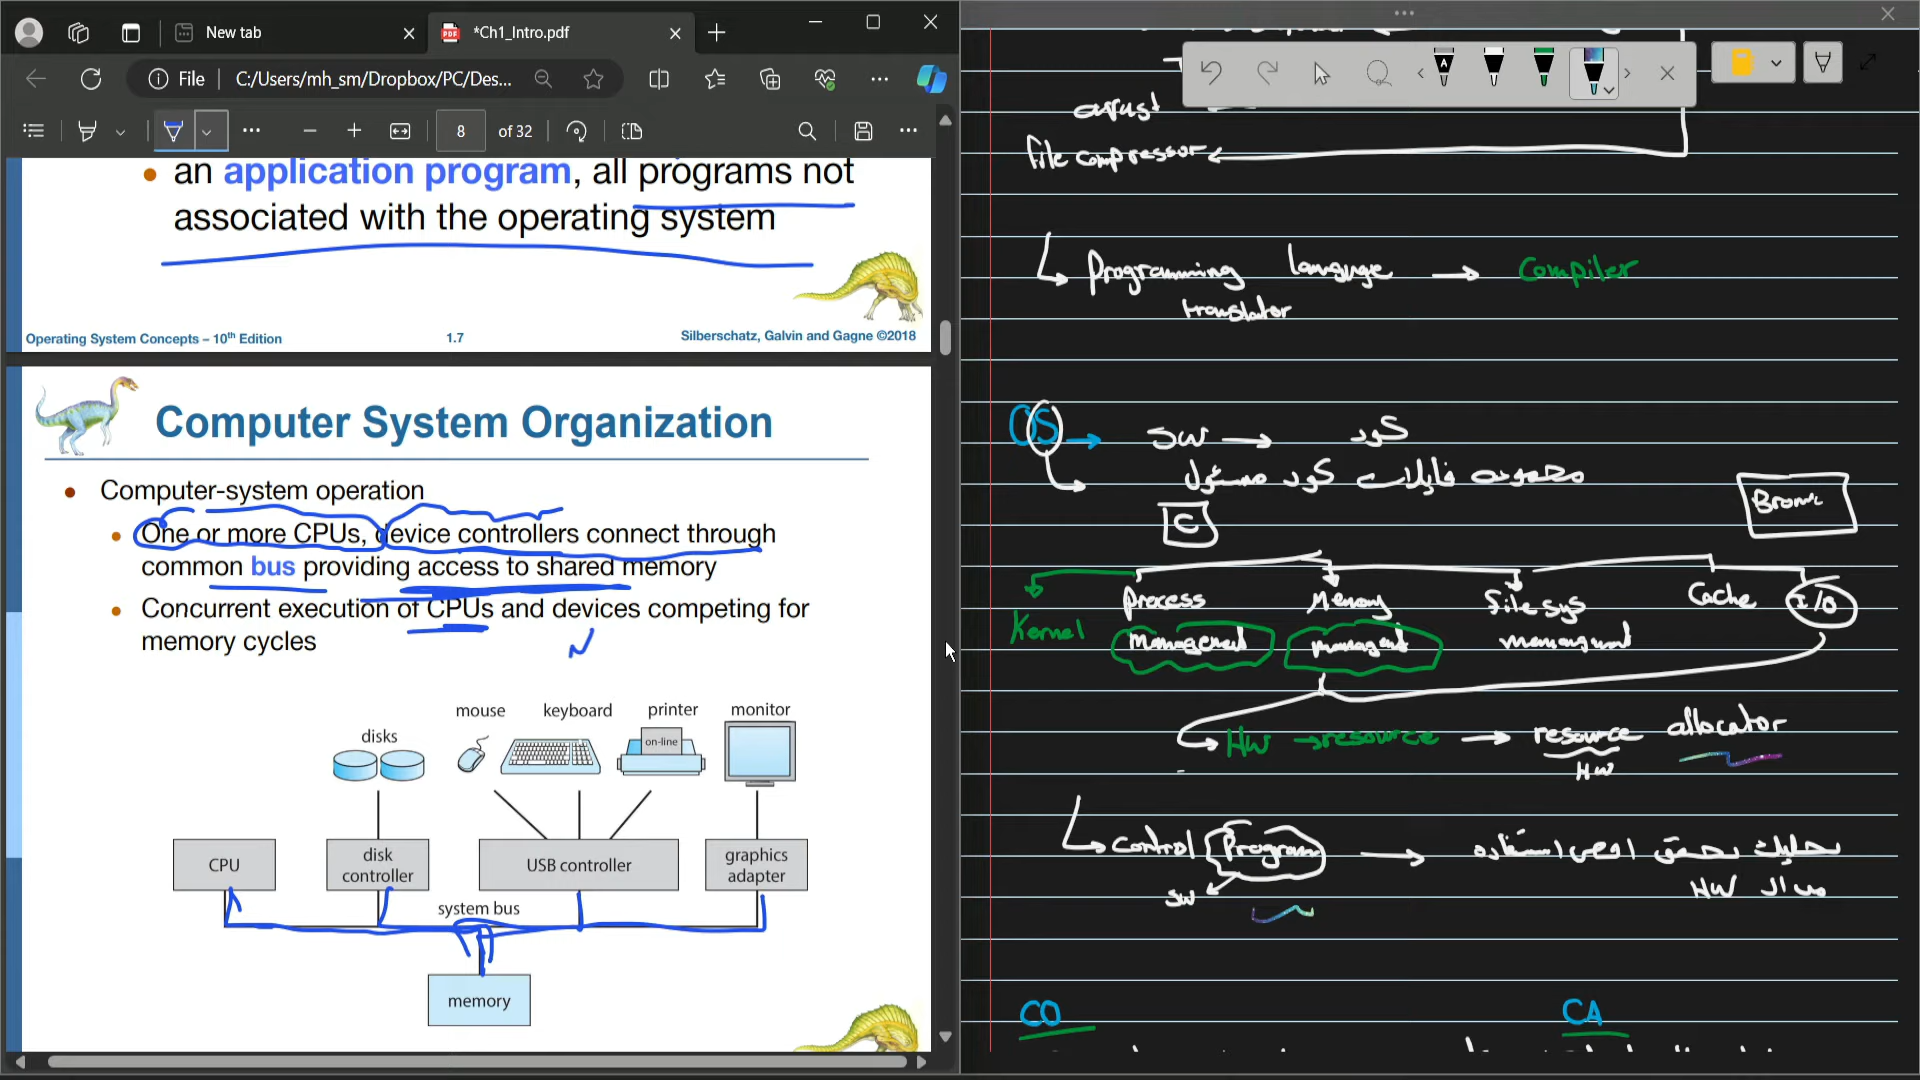 New tab
*Ch1_Intro.pdf
File
C:/Users/mh_sm/Dropbox/PC/Des...
8 of 32
an application program, all programs not
associated with the operating system
Operating System Concepts – 10th Edition
1.7
Silberschatz, Galvin and Gagne ©2018
Computer System Organization
Computer-system operation
One or more CPUs, device controllers connect through
common bus providing access to shared memory
Concurrent execution of CPUs and devices competing for
memory cycles
mouse keyboard printer monitor
disks
on-line
CPU
disk
controller
USB controller
graphics
adapter
system bus
memory
file compressor
Programming language → Compiler
translator
OS → SW → كود
مجموعه فايلات كود مسئول
C
Process Memory file sys Cache I/O
Kernel
management managment managment
HW → resource → resource allocator
HW
Control Program →
SW
HW
CO CA